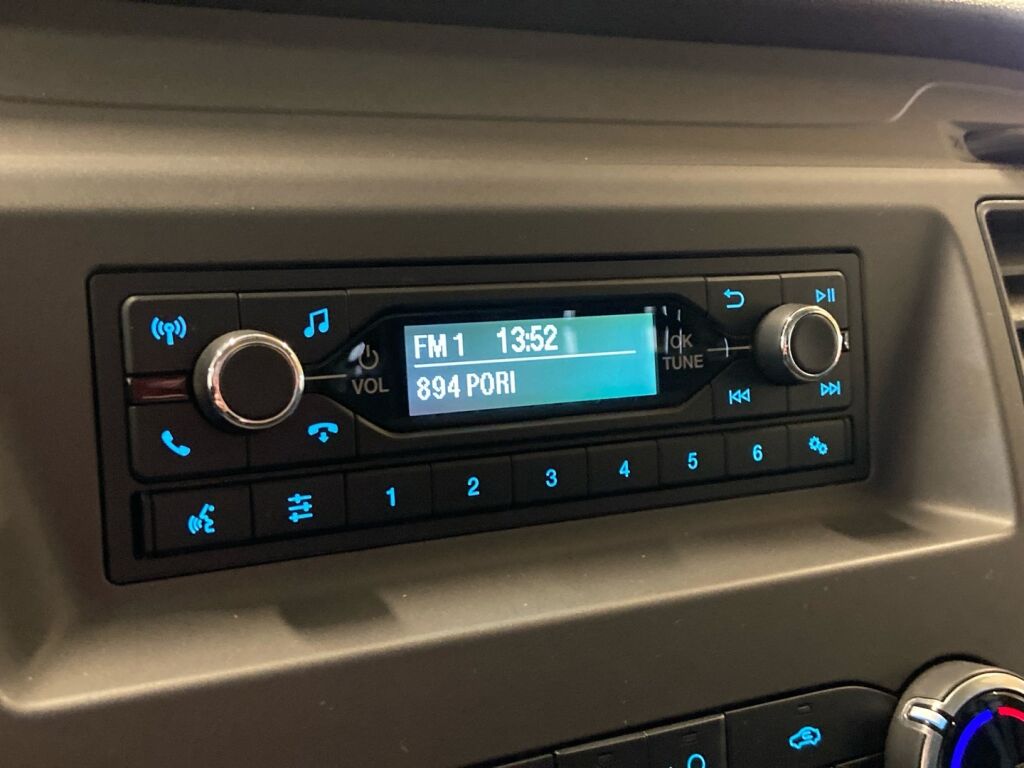 FM 1 13:52
894 PORI
VOL
OK
TUNE
1 2 3 4 5 6